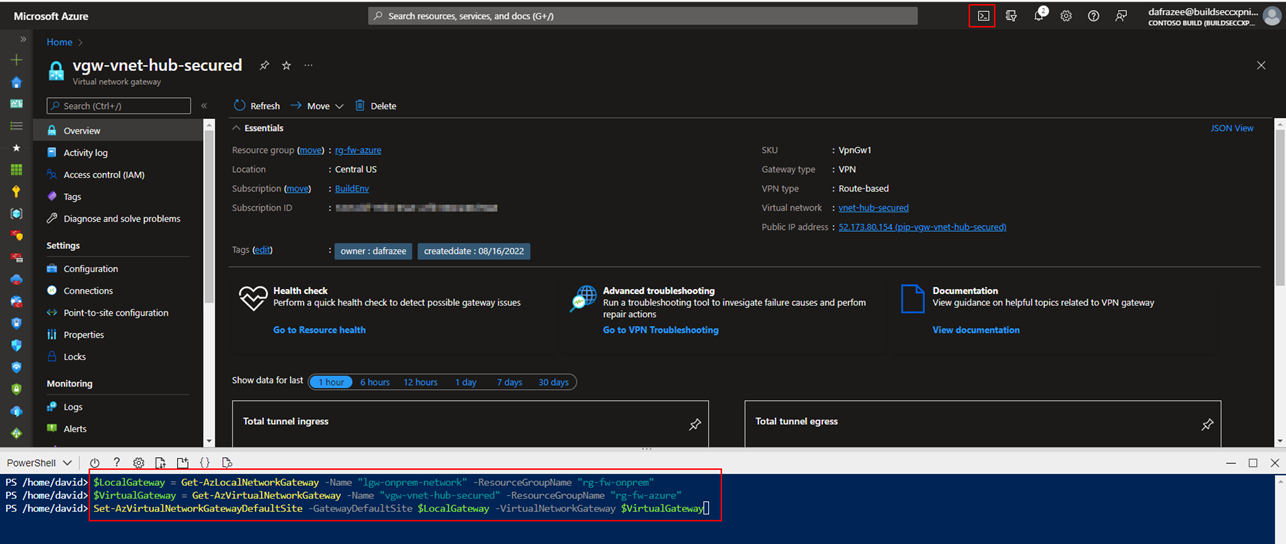 Microsoft Azure
Search resources, services, and docs (G+/)
2
dafrazee@buildseccxpni...
CONTOSO BUILD (BUILDSECCXP...
Home >
vgw-vnet-hub-secured
Virtual network gateway
Search (Ctrl+/)
Refresh Move Delete
Overview
Activity log
Access control (IAM)
Tags
Diagnose and solve problems
Settings
Configuration
Connections
Point-to-site configuration
Properties
Locks
Monitoring
Logs
Alerts
Essentials
JSON View
Resource group (move) : rg-fw-azure
Location : Central US
Subscription (move) : BuildEnv
Subscription ID :
SKU : VpnGw1
Gateway type : VPN
VPN type : Route-based
Virtual network : vnet-hub-secured
Public IP address : 52.173.80.154 (pip-vgw-vnet-hub-secured)
Tags (edit) : owner : dafrazee createddate : 08/16/2022
Health check
Perform a quick health check to detect possible gateway issues
Go to Resource health
Advanced troubleshooting
Run a troubleshooting tool to invesigate failure causes and perfom
repair actions
Go to VPN Troubleshooting
Documentation
View guidance on helpful topics related to VPN gateway
View documentation
Show data for last 1 hour 6 hours 12 hours 1 day 7 days 30 days
Total tunnel ingress
Total tunnel egress
PowerShell
PS /home/david> $LocalGateway = Get-AzLocalNetworkGateway -Name "lgw-onprem-network" -ResourceGroupName "rg-fw-onprem"
PS /home/david> $VirtualGateway = Get-AzVirtualNetworkGateway -Name "vgw-vnet-hub-secured" -ResourceGroupName "rg-fw-azure"
PS /home/david> Set-AzVirtualNetworkGatewayDefaultSite -GatewayDefaultSite $LocalGateway -VirtualNetworkGateway $VirtualGateway